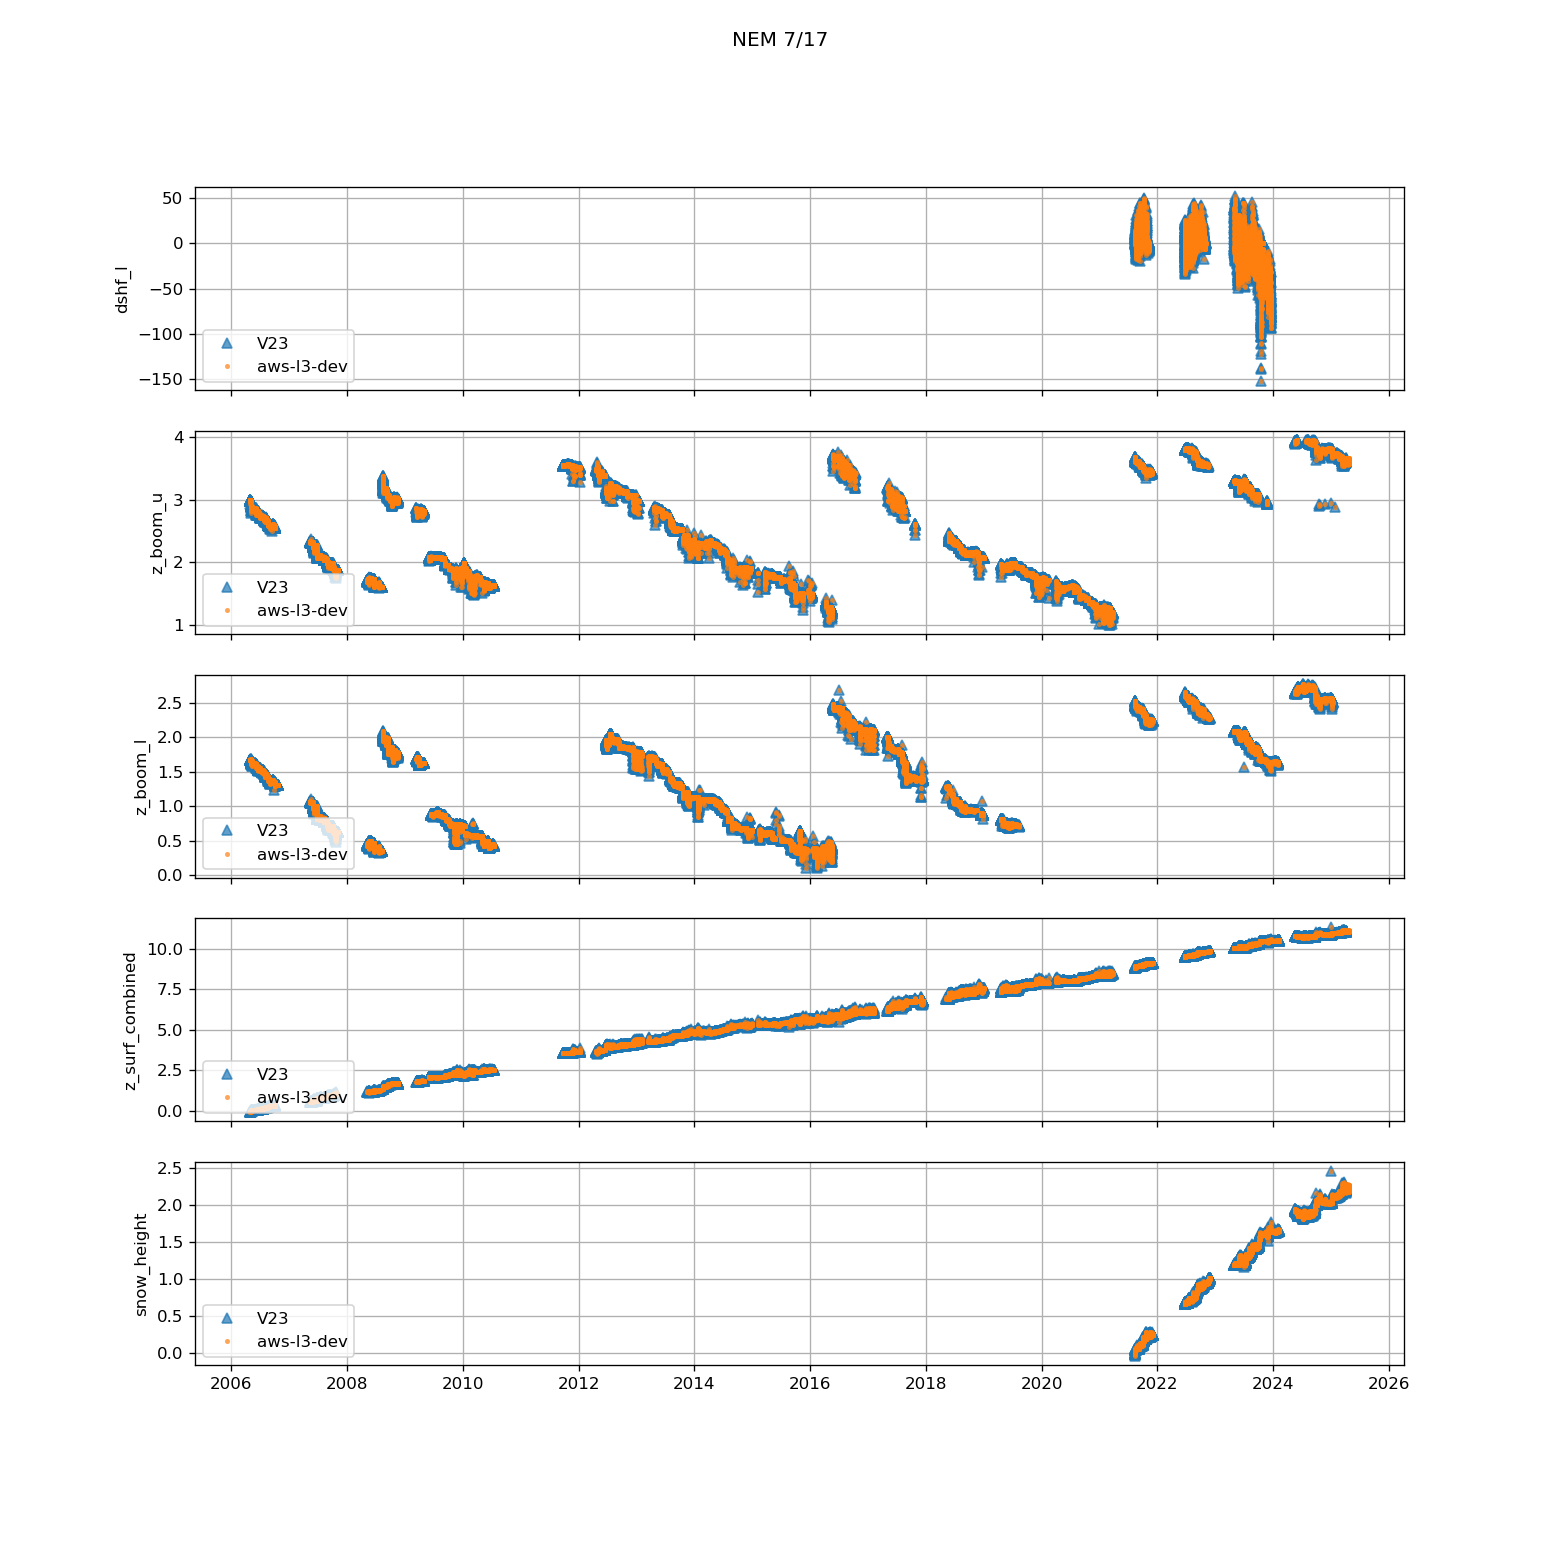 NEM 7/17
50
0
−50
−100
−150
dshf_l
V23
aws-l3-dev
4
3
2
1
z_boom_u
V23
aws-l3-dev
2.5
2.0
1.5
1.0
0.5
0.0
z_boom_l
V23
aws-l3-dev
10.0
7.5
5.0
2.5
0.0
z_surf_combined
V23
aws-l3-dev
2.5
2.0
1.5
1.0
0.5
0.0
snow_height
V23
aws-l3-dev
2006 2008 2010 2012 2014 2016 2018 2020 2022 2024 2026